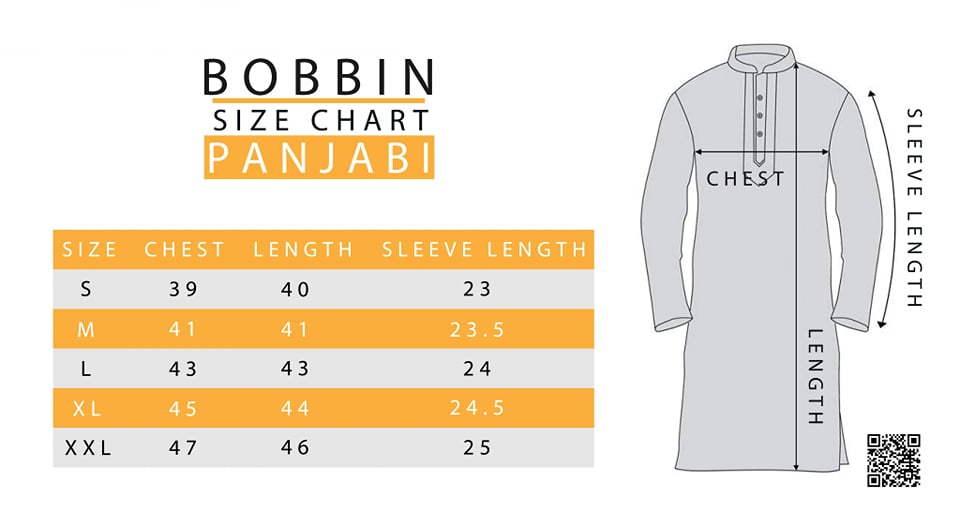 BOBBIN
SIZE CHART
PANJABI
SIZE CHEST LENGTH SLEEVE LENGTH
S 39 40 23
M 41 41 23.5
L 43 43 24
XL 45 44 24.5
XXL 47 46 25
CHEST
LENGTH
SLEEVE LENGTH